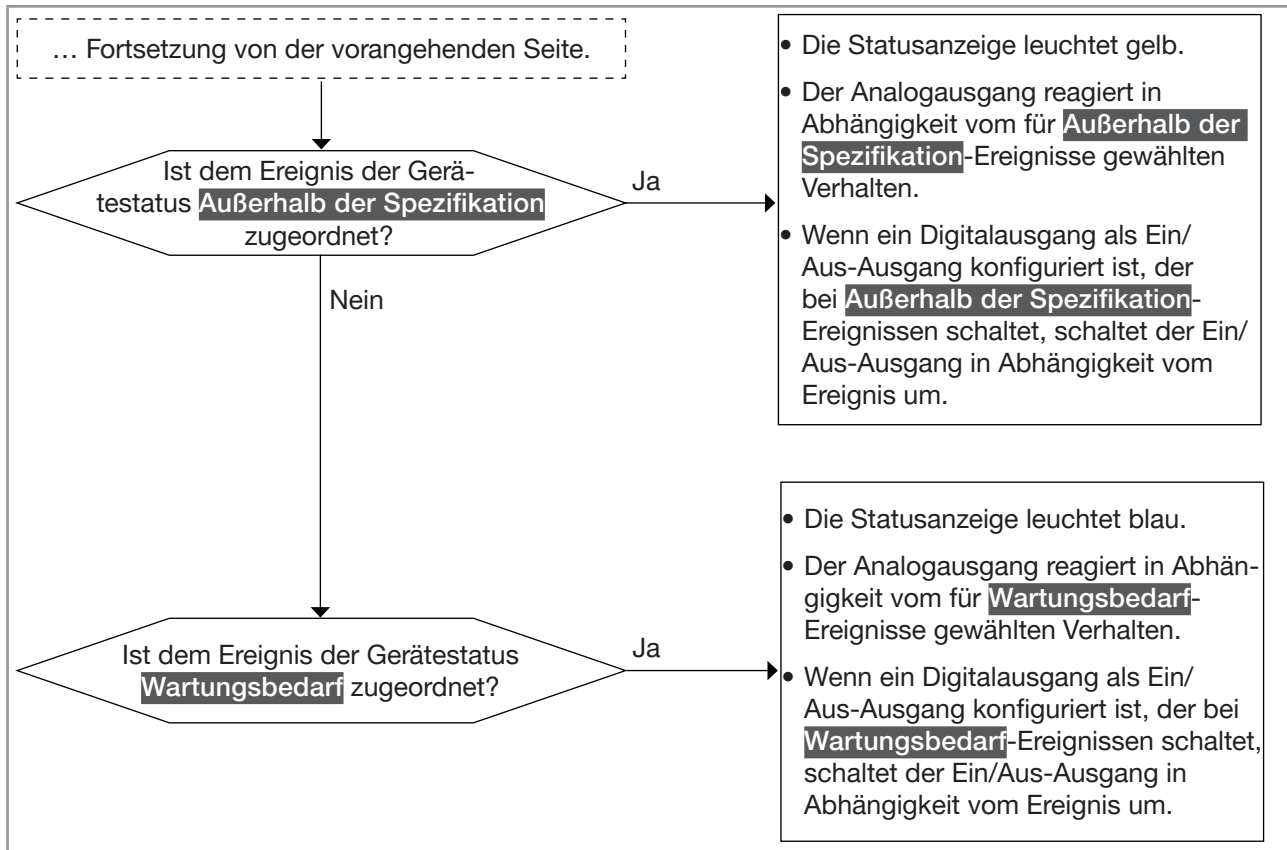 … Fortsetzung von der vorangehenden Seite.
Ist dem Ereignis der Gerä-
testatus Außerhalb der Spezifikation
zugeordnet?
Ja
• Die Statusanzeige leuchtet gelb.
• Der Analogausgang reagiert in
Abhängigkeit vom für Außerhalb der
Spezifikation-Ereignisse gewählten
Verhalten.
• Wenn ein Digitalausgang als Ein/
Aus-Ausgang konfiguriert ist, der
bei Außerhalb der Spezifikation-
Ereignissen schaltet, schaltet der Ein/
Aus-Ausgang in Abhängigkeit vom
Ereignis um.
Nein
Ist dem Ereignis der Gerätestatus
Wartungsbedarf zugeordnet?
Ja
• Die Statusanzeige leuchtet blau.
• Der Analogausgang reagiert in Abhän-
gigkeit vom für Wartungsbedarf-
Ereignisse gewählten Verhalten.
• Wenn ein Digitalausgang als Ein/
Aus-Ausgang konfiguriert ist, der bei
Wartungsbedarf-Ereignissen schaltet,
schaltet der Ein/Aus-Ausgang in
Abhängigkeit vom Ereignis um.